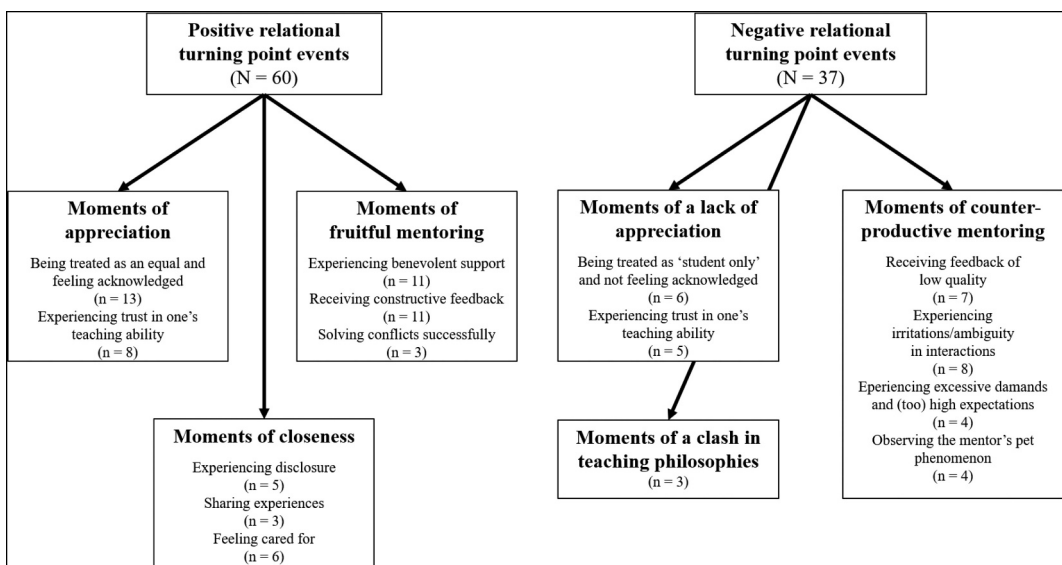 Positive relational
turning point events
(N = 60)
Negative relational
turning point events
(N = 37)
Moments of
appreciation
Being treated as an equal and
feeling acknowledged
(n = 13)
Experiencing trust in one's
teaching ability
(n = 8)
Moments of
fruitful mentoring
Experiencing benevolent support
(n = 11)
Receiving constructive feedback
(n = 11)
Solving conflicts successfully
(n = 3)
Moments of closeness
Experiencing disclosure
(n = 5)
Sharing experiences
(n = 3)
Feeling cared for
(n = 6)
Moments of a lack of
appreciation
Being treated as ‘student only’
and not feeling acknowledged
(n = 6)
Experiencing trust in one's
teaching ability
(n = 5)
Moments of a clash in
teaching philosophies
(n = 3)
Moments of counter-
productive mentoring
Receiving feedback of
low quality
(n = 7)
Experiencing
irritations/ambiguity
in interactions
(n = 8)
Eperiencing excessive damands
and (too) high expectations
(n = 4)
Observing the mentor's pet
phenomenon
(n = 4)